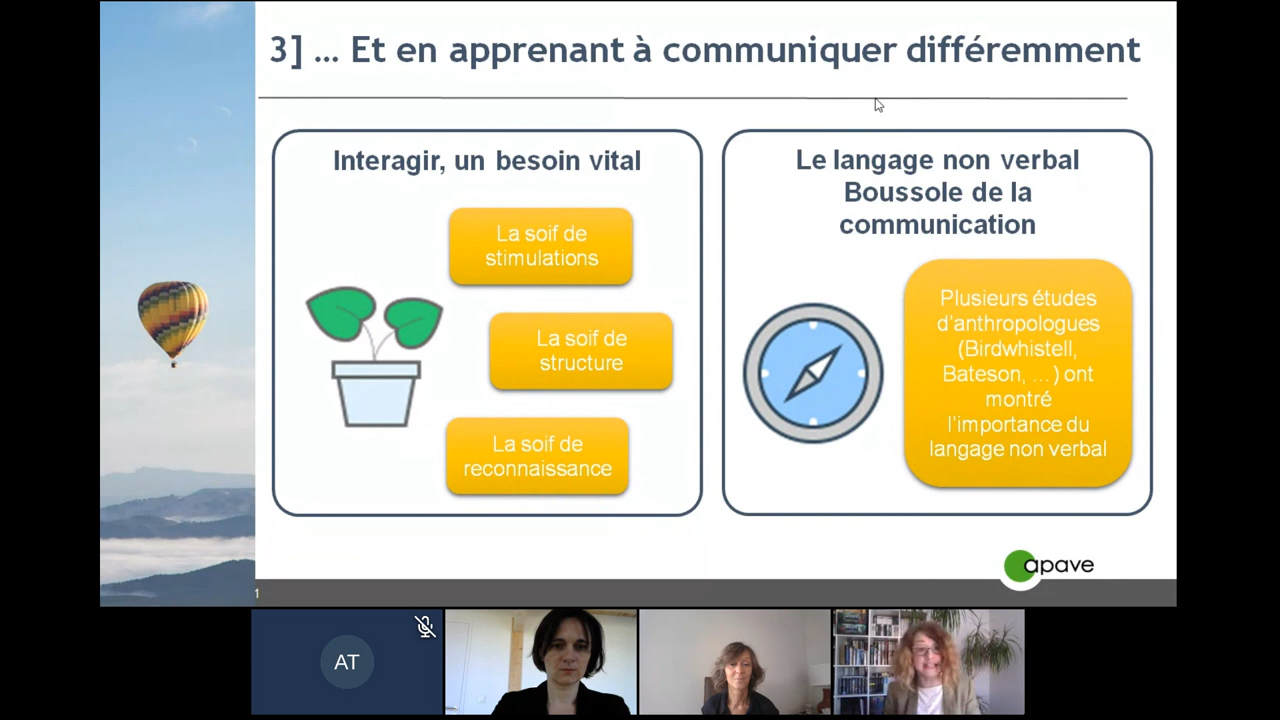 3] ... Et en apprenant à communiquer différemment
Interagir, un besoin vital
La soif de
stimulations
La soif de
structure
La soif de
reconnaissance
Le langage non verbal
Boussole de la
communication
Plusieurs études
d'anthropologues
(Birdwhistell,
Bateson, ...) ont
montré
l'importance du
langage non verbal
apave
1
AT